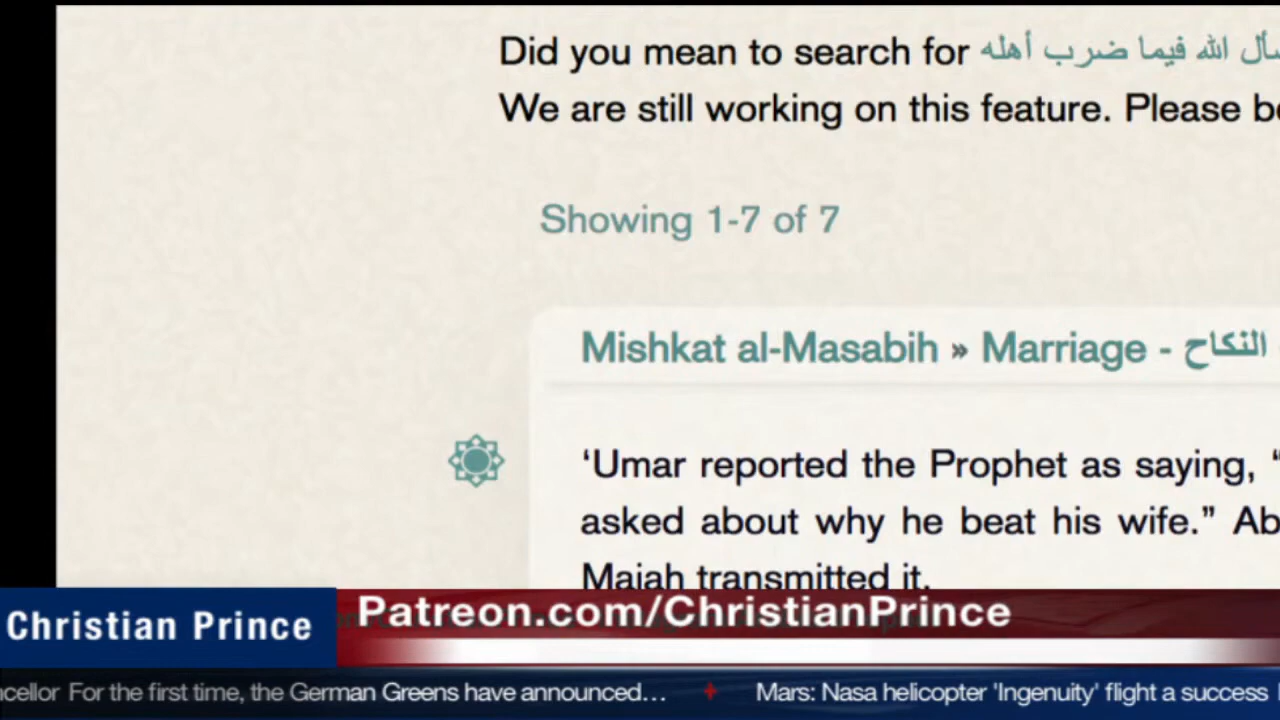 Did you mean to search for سأل الله فيما ضرب أهله
We are still working on this feature. Please
Showing 1-7 of 7
Mishkat al-Masabih » Marriage - النكاح
‘Umar reported the Prophet as saying, “
asked about why he beat his wife.” Ab
Majah transmitted it.
Christian Prince
Patreon.com/ChristianPrince
ncellor For the first time, the German Greens have announced... Mars: Nasa helicopter 'Ingenuity' flight a success